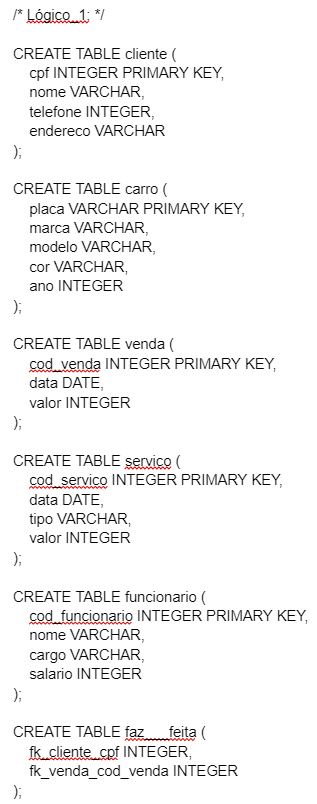 /* Lógico_1: */
CREATE TABLE cliente (
cpf INTEGER PRIMARY KEY,
nome VARCHAR,
telefone INTEGER,
endereco VARCHAR
);
CREATE TABLE carro (
placa VARCHAR PRIMARY KEY,
marca VARCHAR,
modelo VARCHAR,
cor VARCHAR,
ano INTEGER
);
CREATE TABLE venda (
cod_venda INTEGER PRIMARY KEY,
data DATE,
valor INTEGER
);
CREATE TABLE servico (
cod_servico INTEGER PRIMARY KEY,
data DATE,
tipo VARCHAR,
valor INTEGER
);
CREATE TABLE funcionario (
cod_funcionario INTEGER PRIMARY KEY,
nome VARCHAR,
cargo VARCHAR,
salario INTEGER
);
CREATE TABLE faz___feita (
fk_cliente_cpf INTEGER,
fk_venda_cod_venda INTEGER
);